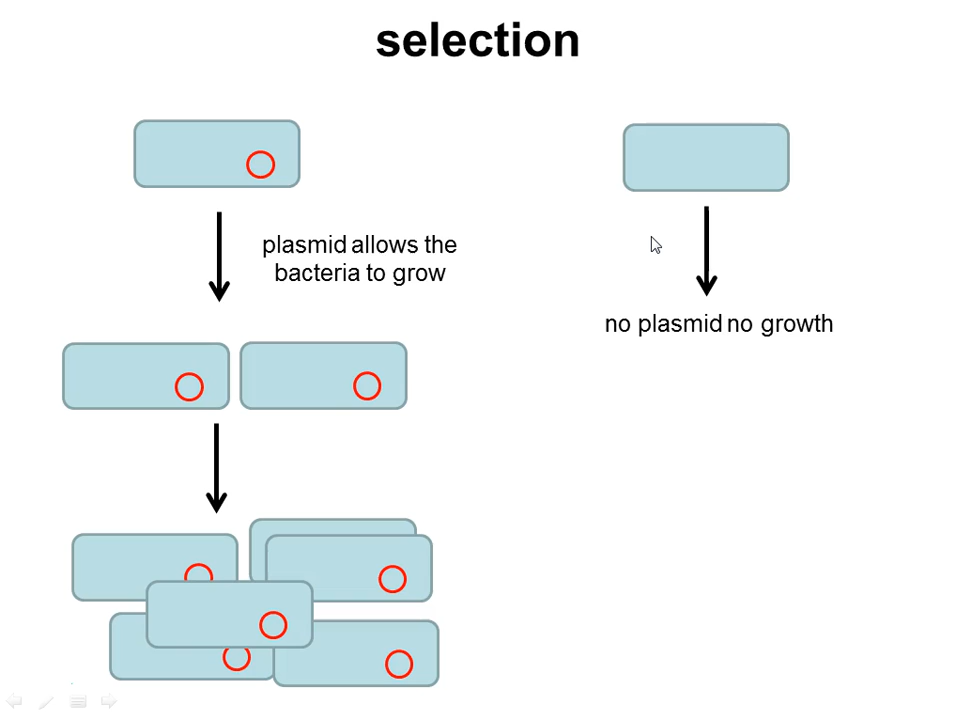 selection
plasmid allows the
bacteria to grow
no plasmid no growth